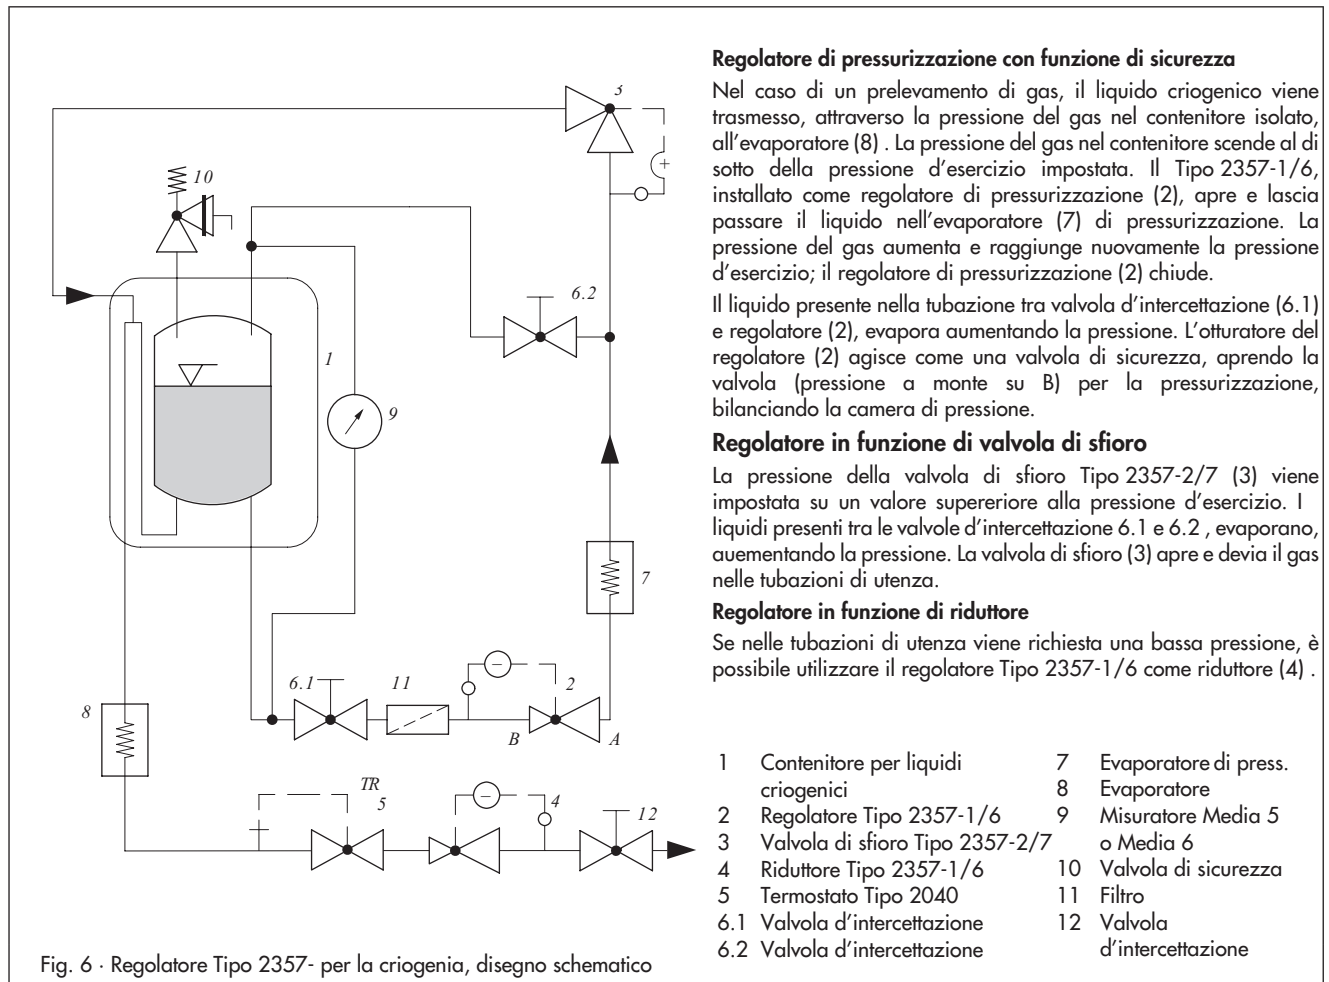 Regolatore di pressurizzazione con funzione di sicurezza
Nel caso di un prelevamento di gas, il liquido criogenico viene
trasmesso, attraverso la pressione del gas nel contenitore isolato,
all'evaporatore (8) . La pressione del gas nel contenitore scende al di
sotto della pressione d'esercizio impostata. Il Tipo 2357-1/6,
installato come regolatore di pressurizzazione (2), apre e lascia
passare il liquido nell'evaporatore (7) di pressurizzazione. La
pressione del gas aumenta e raggiunge nuovamente la pressione
d'esercizio; il regolatore di pressurizzazione (2) chiude.
Il liquido presente nella tubazione tra valvola d'intercettazione (6.1)
e regolatore (2), evapora aumentando la pressione. L'otturatore del
regolatore (2) agisce come una valvola di sicurezza, aprendo la
valvola (pressione a monte su B) per la pressurizzazione,
bilanciando la camera di pressione.
Regolatore in funzione di valvola di sfioro
La pressione della valvola di sfioro Tipo 2357-2/7 (3) viene
impostata su un valore supereriore alla pressione d'esercizio. I
liquidi presenti tra le valvole d'intercettazione 6.1 e 6.2 , evaporano,
auementando la pressione. La valvola di sfioro (3) apre e devia il gas
nelle tubazioni di utenza.
Regolatore in funzione di riduttore
Se nelle tubazioni di utenza viene richiesta una bassa pressione, è
possibile utilizzare il regolatore Tipo 2357-1/6 come riduttore (4) .
3
+
10
6.2
1
9
7
6.1
11
2
B
A
8
TR
5
4
12
1 Contenitore per liquidi
criogenici
2 Regolatore Tipo 2357-1/6
3 Valvola di sfioro Tipo 2357-2/7
4 Riduttore Tipo 2357-1/6
5 Termostato Tipo 2040
6.1 Valvola d'intercettazione
6.2 Valvola d'intercettazione
7 Evaporatore di press.
8 Evaporatore
9 Misuratore Media 5
o Media 6
10 Valvola di sicurezza
11 Filtro
12 Valvola
d'intercettazione
Fig. 6 · Regolatore Tipo 2357- per la criogenia, disegno schematico